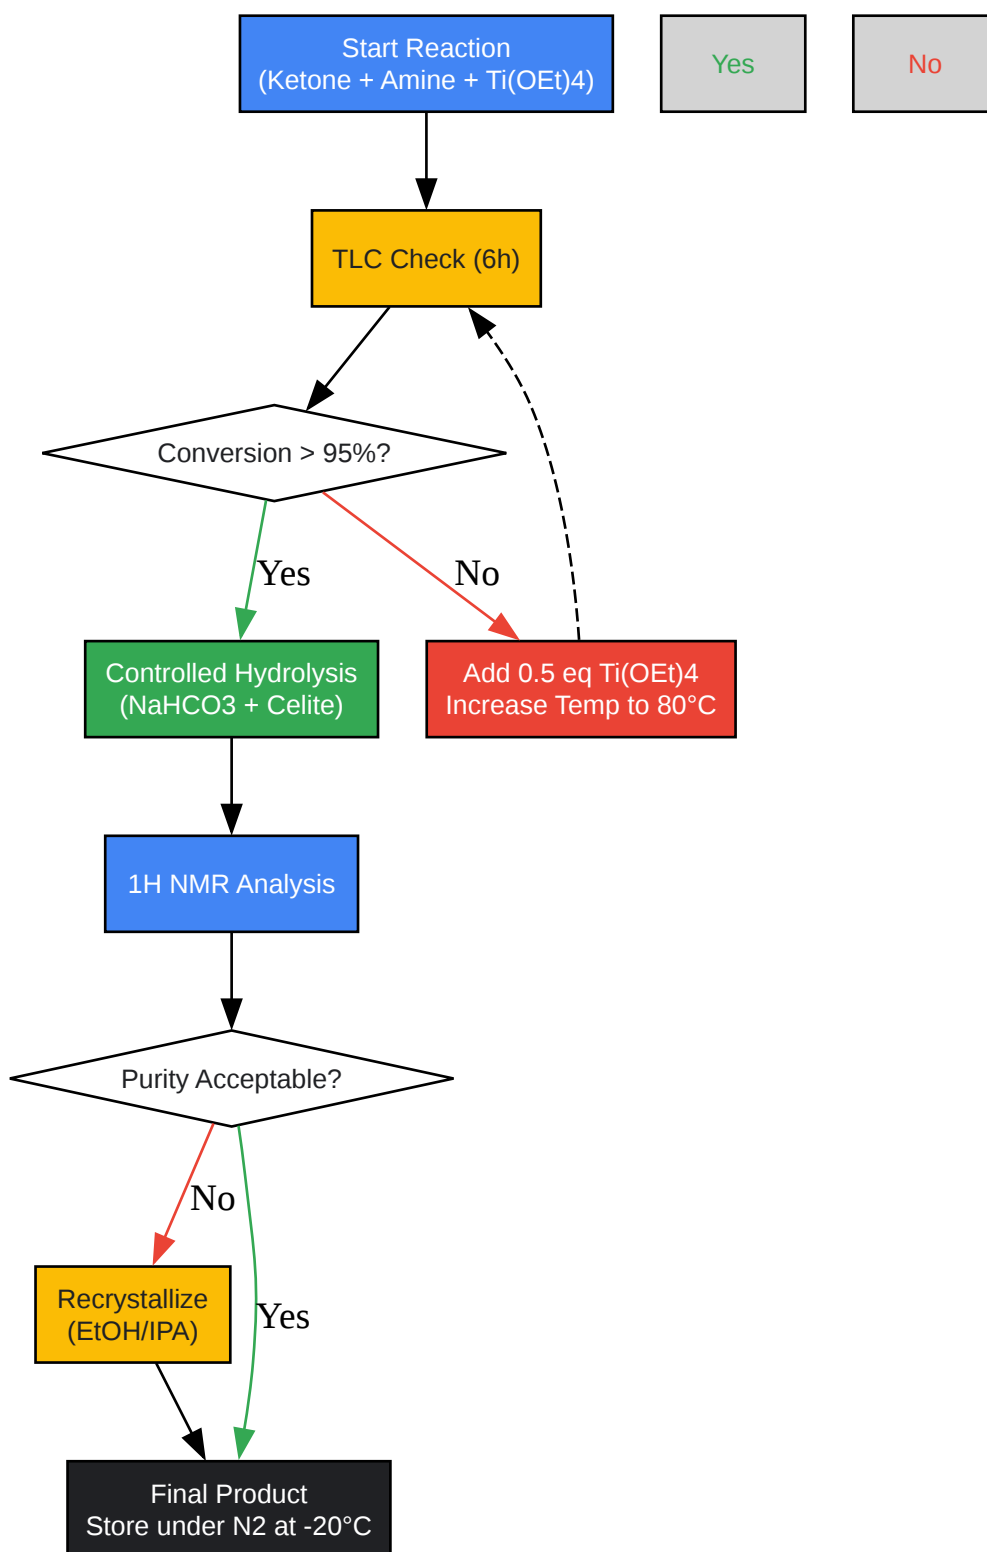 Start Reaction
(Ketone + Amine + Ti(OEt)4)
Yes
No
TLC Check (6h)
Conversion > 95%?
Yes
No
Controlled Hydrolysis
(NaHCO3 + Celite)
Add 0.5 eq Ti(OEt)4
Increase Temp to 80°C
1H NMR Analysis
Purity Acceptable?
No
Recrystallize
(EtOH/IPA)
Yes
Final Product
Store under N2 at -20°C